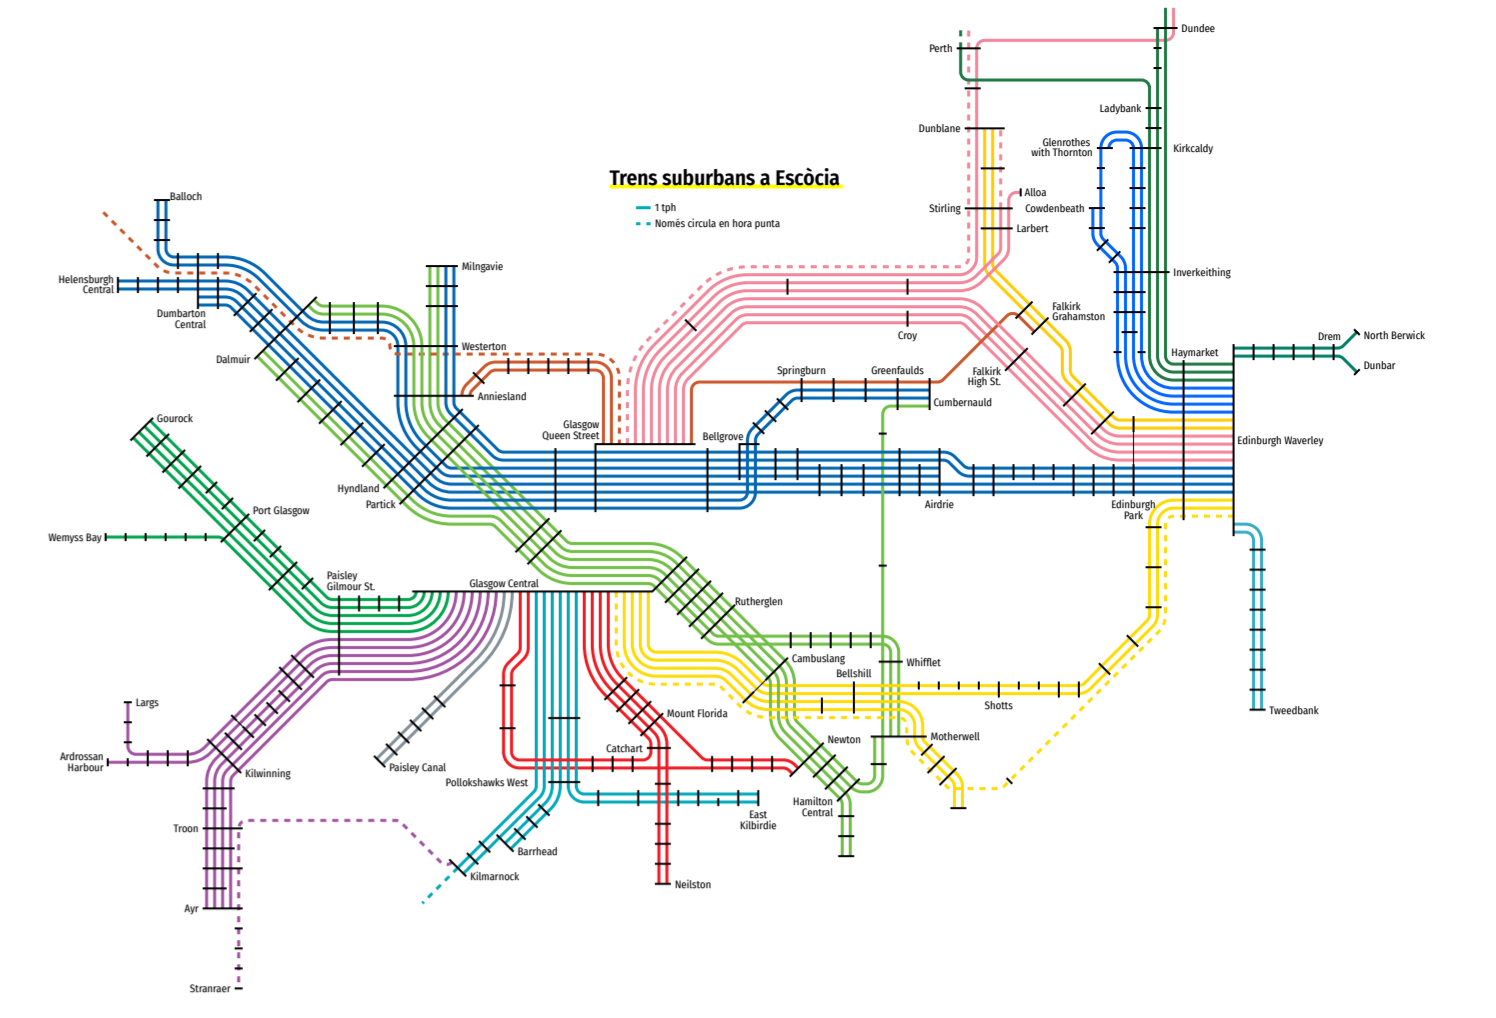 Dundee
Perth
Ladybank
Dunblane
Glenrothes
with Thornton
Kirkcaldy
Trens suburbans a Escòcia
Alloa
Balloch
1 tph
Stirling
Cowdenbeath
Només circula en hora punta
Larbert
Milngavie
Inverkeithing
Helensburgh
Central
Dumbarton
Central
Falkirk
Grahamston
Croy
North Berwick
Drem
Westerton
Haymarket
Dalmuir
Falkirk
High St.
Dunbar
Springburn
Greenfaulds
Anniesland
Cumbernauld
Gourock
Glasgow
Queen Street
Bellgrove
Edinburgh Waverley
Hyndland
Partick
Airdrie
Edinburgh
Park
Port Glasgow
Wemyss Bay
Paisley
Gilmour St.
Glasgow Central
Rutherglen
Cambuslang
Whifflet
Bellshill
Largs
Shotts
Tweedbank
Mount Florida
Motherwell
Newton
Catchart
Ardrossan
Harbour
Kilwinning
Paisley Canal
Pollokshawks West
Hamilton
Central
East
Kilbirdie
Troon
Barrhead
Kilmarnock
Neilston
Ayr
Stranraer